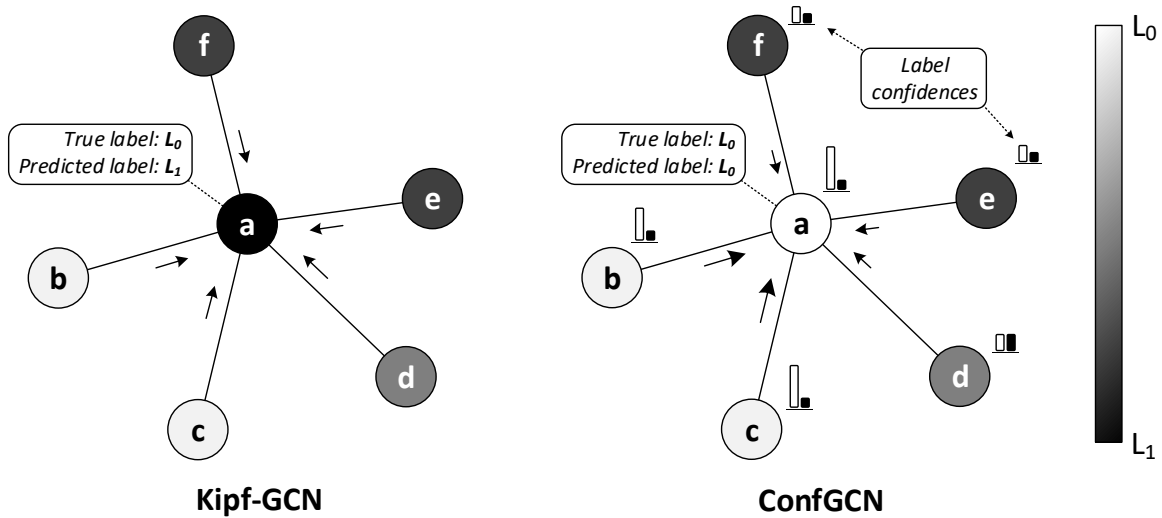 f
True label: L₀
Predicted label: L₁
a
e
b
d
c
Kipf-GCN
f
Label
confidences
True label: L₀
Predicted label: L₀
a
e
b
d
c
ConfGCN
L₀
L₁